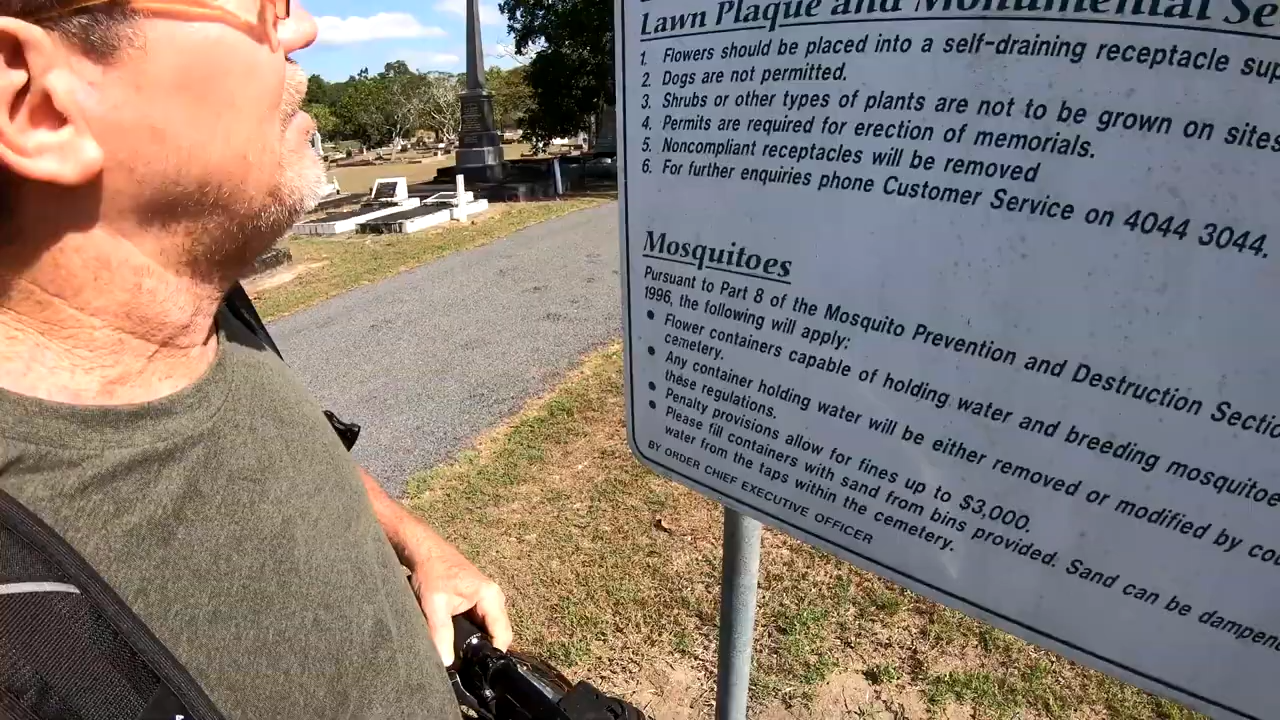 Lawn Plaque and Monumental Se
1. Flowers should be placed into a self-draining receptacle sup
2. Dogs are not permitted.
3. Shrubs or other types of plants are not to be grown on sites
4. Permits are required for erection of memorials.
5. Noncompliant receptacles will be removed
6. For further enquiries phone Customer Service on 4044 3044.
Mosquitoes
Pursuant to Part 8 of the Mosquito Prevention and Destruction Sectio
1996, the following will apply:
• Flower containers capable of holding water and breeding mosquitoe
cemetery.
• Any container holding water will be either removed or modified by cou
these regulations.
• Penalty provisions allow for fines up to $3,000.
• Please fill containers with sand from bins provided. Sand can be dampen
water from the taps within the cemetery.
BY ORDER CHIEF EXECUTIVE OFFICER